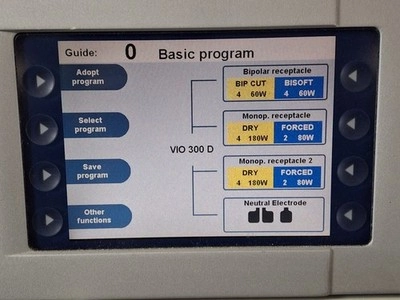 Guide: 0 Basic program
Adopt
program
Select
program
Save
program
Other
functions
VIO 300 D
Bipolar receptacle
BIP CUT BISOFT
4 60W 4 60W
Monop. receptacle
DRY FORCED
4 180W 2 80W
Monop. receptacle 2
DRY FORCED
4 180W 2 80W
Neutral Electrode